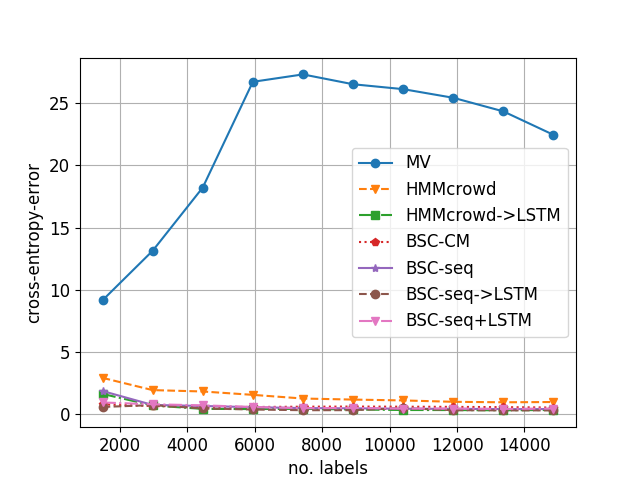 cross-entropy-error
25
20
15
10
5
0
MV
HMMcrowd
HMMcrowd->LSTM
BSC-CM
BSC-seq
BSC-seq->LSTM
BSC-seq+LSTM
2000 4000 6000 8000 10000 12000 14000
no. labels